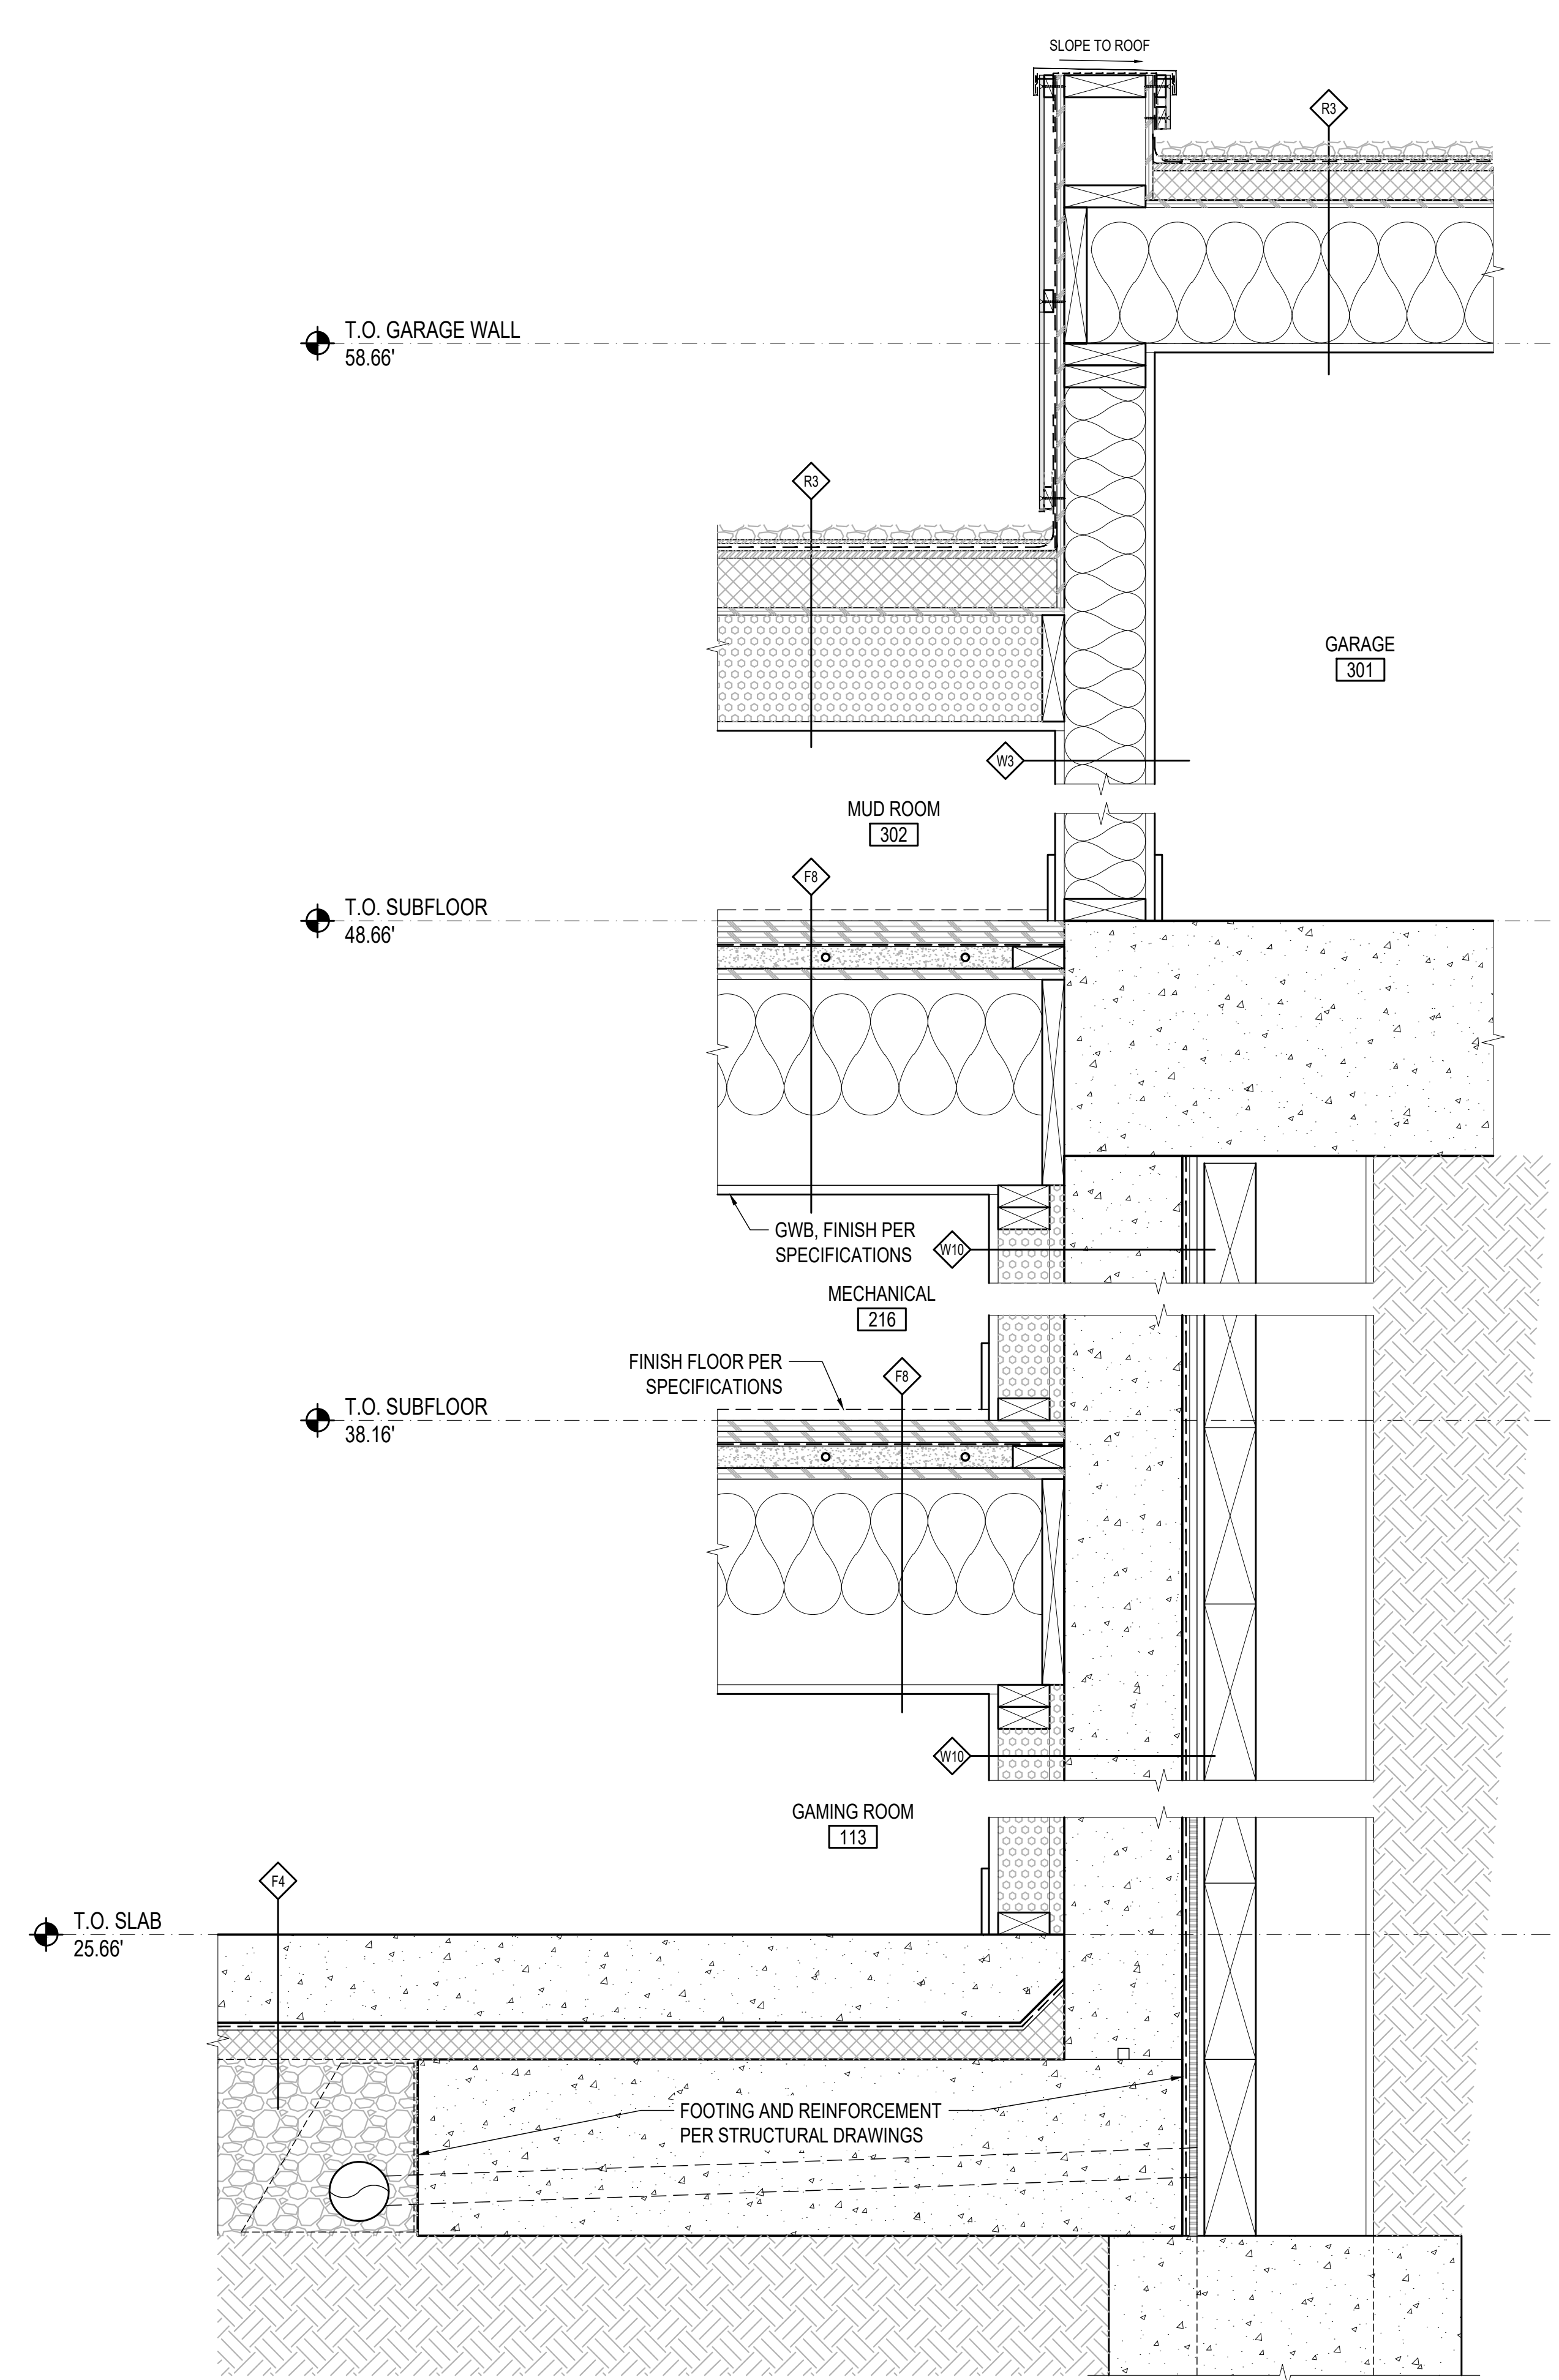 SLOPE TO ROOF
R3
T.O. GARAGE WALL
58.66'
R3
GARAGE
301
W3
MUD ROOM
302
F8
T.O. SUBFLOOR
48.66'
GWB, FINISH PER
SPECIFICATIONS
W10
MECHANICAL
216
FINISH FLOOR PER
SPECIFICATIONS
F8
T.O. SUBFLOOR
38.16'
W10
GAMING ROOM
113
F4
T.O. SLAB
25.66'
FOOTING AND REINFORCEMENT
PER STRUCTURAL DRAWINGS